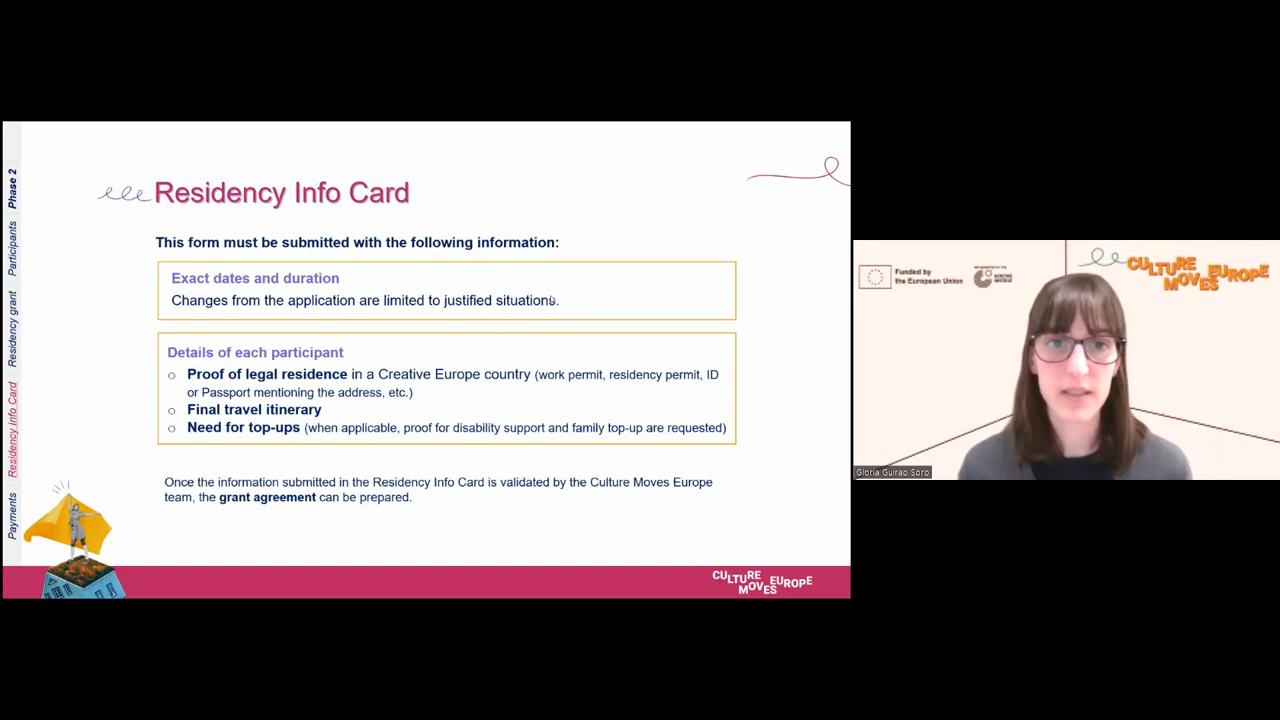 Phase 2
Participants
Residency grant
Residency Info Card
Payments
Residency Info Card
This form must be submitted with the following information:
Exact dates and duration
Changes from the application are limited to justified situations.
Details of each participant
Proof of legal residence in a Creative Europe country (work permit, residency permit, ID
or Passport mentioning the address, etc.)
Final travel itinerary
Need for top-ups (when applicable, proof for disability support and family top-up are requested)
Once the information submitted in the Residency Info Card is validated by the Culture Moves Europe
team, the grant agreement can be prepared.
CULTURE
MOVES EUROPE
Funded by
the European Union
CULTURE
MOVES EUROPE
Gloria Guirao Soro